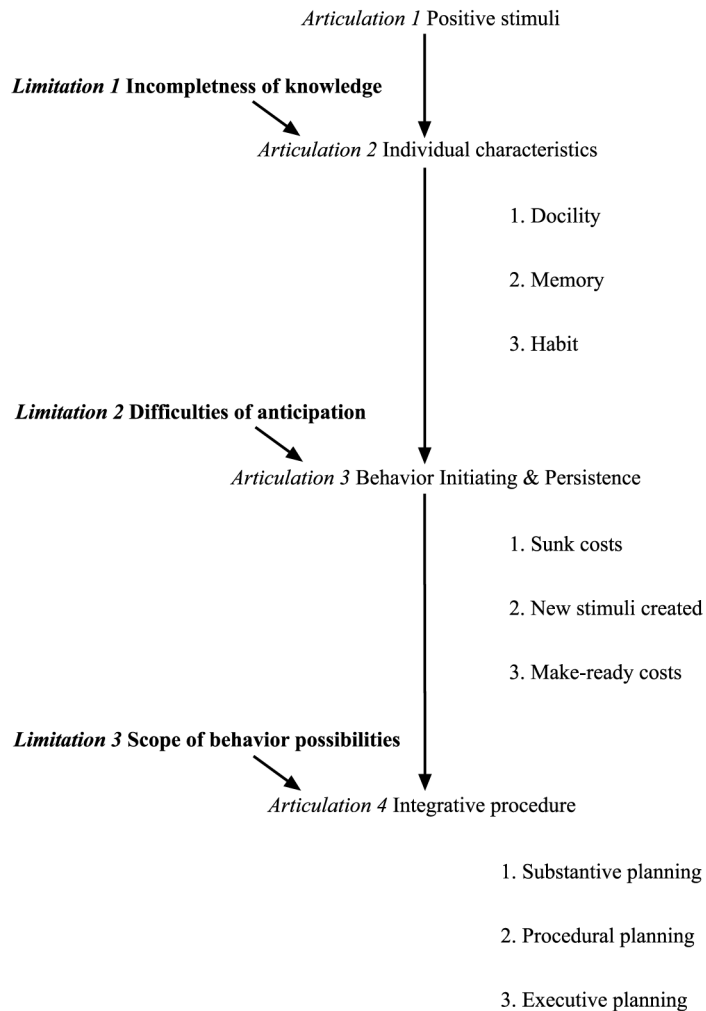 Articulation 1 Positive stimuli
Limitation 1 Incompletness of knowledge
Articulation 2 Individual characteristics
1. Docility
2. Memory
3. Habit
Limitation 2 Difficulties of anticipation
Articulation 3 Behavior Initiating & Persistence
1. Sunk costs
2. New stimuli created
3. Make-ready costs
Limitation 3 Scope of behavior possibilities
Articulation 4 Integrative procedure
1. Substantive planning
2. Procedural planning
3. Executive planning